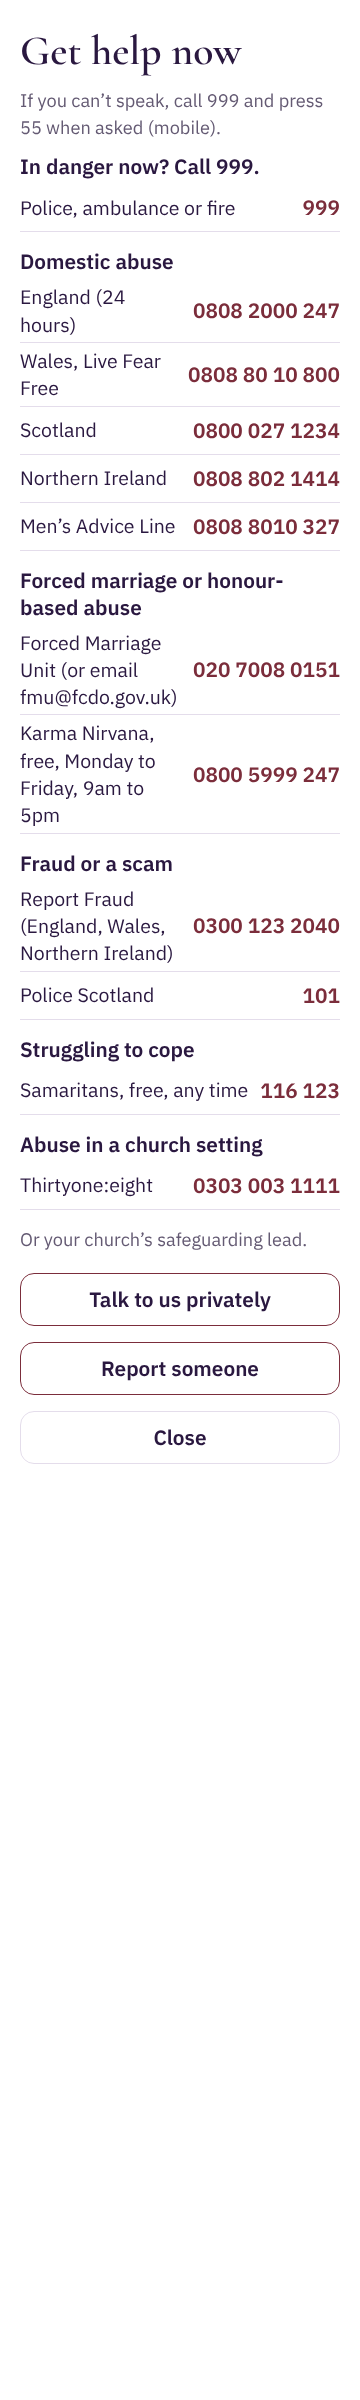 Get help now
If you can’t speak, call 999 and press
55 when asked (mobile).
In danger now? Call 999.
Police, ambulance or fire 999
Domestic abuse
England (24
hours) 0808 2000 247
Wales, Live Fear
Free 0808 80 10 800
Scotland 0800 027 1234
Northern Ireland 0808 802 1414
Men’s Advice Line 0808 8010 327
Forced marriage or honour-
based abuse
Forced Marriage
Unit (or email 020 7008 0151
fmu@fcdo.gov.uk)
Karma Nirvana,
free, Monday to
Friday, 9am to 0800 5999 247
5pm
Fraud or a scam
Report Fraud
(England, Wales, 0300 123 2040
Northern Ireland)
Police Scotland 101
Struggling to cope
Samaritans, free, any time 116 123
Abuse in a church setting
Thirtyone:eight 0303 003 1111
Or your church’s safeguarding lead.
Talk to us privately
Report someone
Close